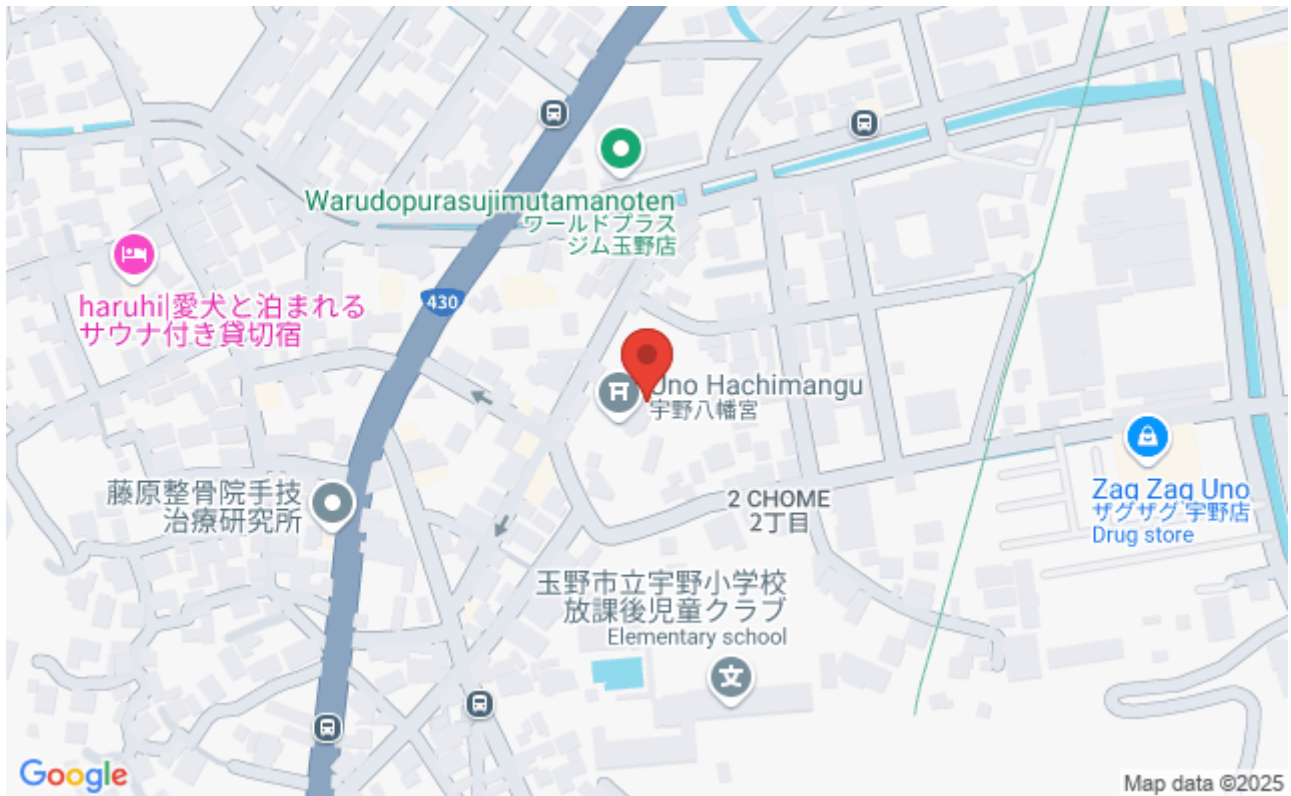 Warudopurasujimutamanoten
ワールドプラス
ジム玉野店
haruhi|愛犬と泊まれる
サウナ付き貸切宿
430
Uno Hachimangu
宇野八幡宮
藤原整骨院手技
治療研究所
2 CHOME
2丁目
Zag Zag Uno
ザグザグ 宇野店
Drug store
玉野市立宇野小学校
放課後児童クラブ
Elementary school
文
Google
Map data ©2025